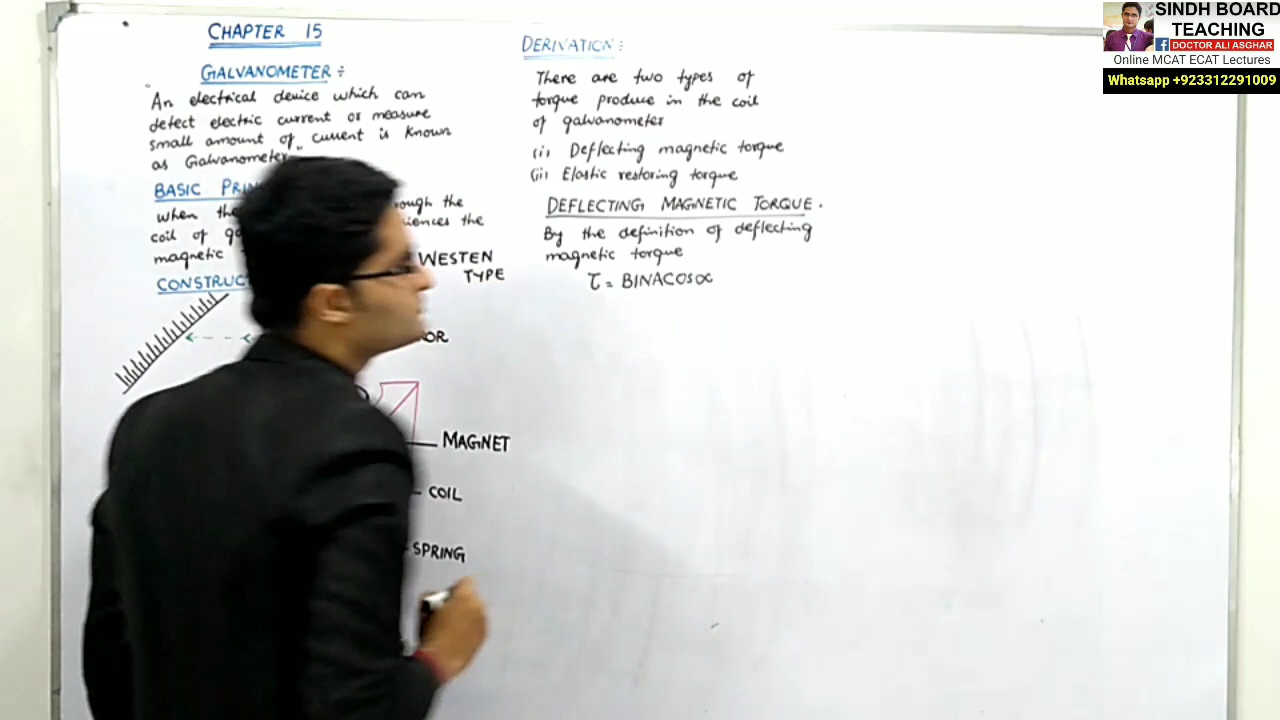 CHAPTER 15
GALVANOMETER :
"An electrical device which can
detect electric current or measure
small amount of current is known
as Galvanometer"
BASIC
when the rough the
coil of
magnetic
WESTEN
TYPE
MAGNET
COIL
SPRING
DERIVATION :
There are two types of
torque produce in the coil
of galvanometer
(i) Deflecting magnetic torque
(ii) Elastic restoring torque
DEFLECTING MAGNETIC TORQUE.
By the definition of deflecting
magnetic torque
τ = BINACOSα
SINDH BOARD
TEACHING
DOCTOR ALI ASGHAR
Online MCAT ECAT Lectures
Whatsapp +923312291009